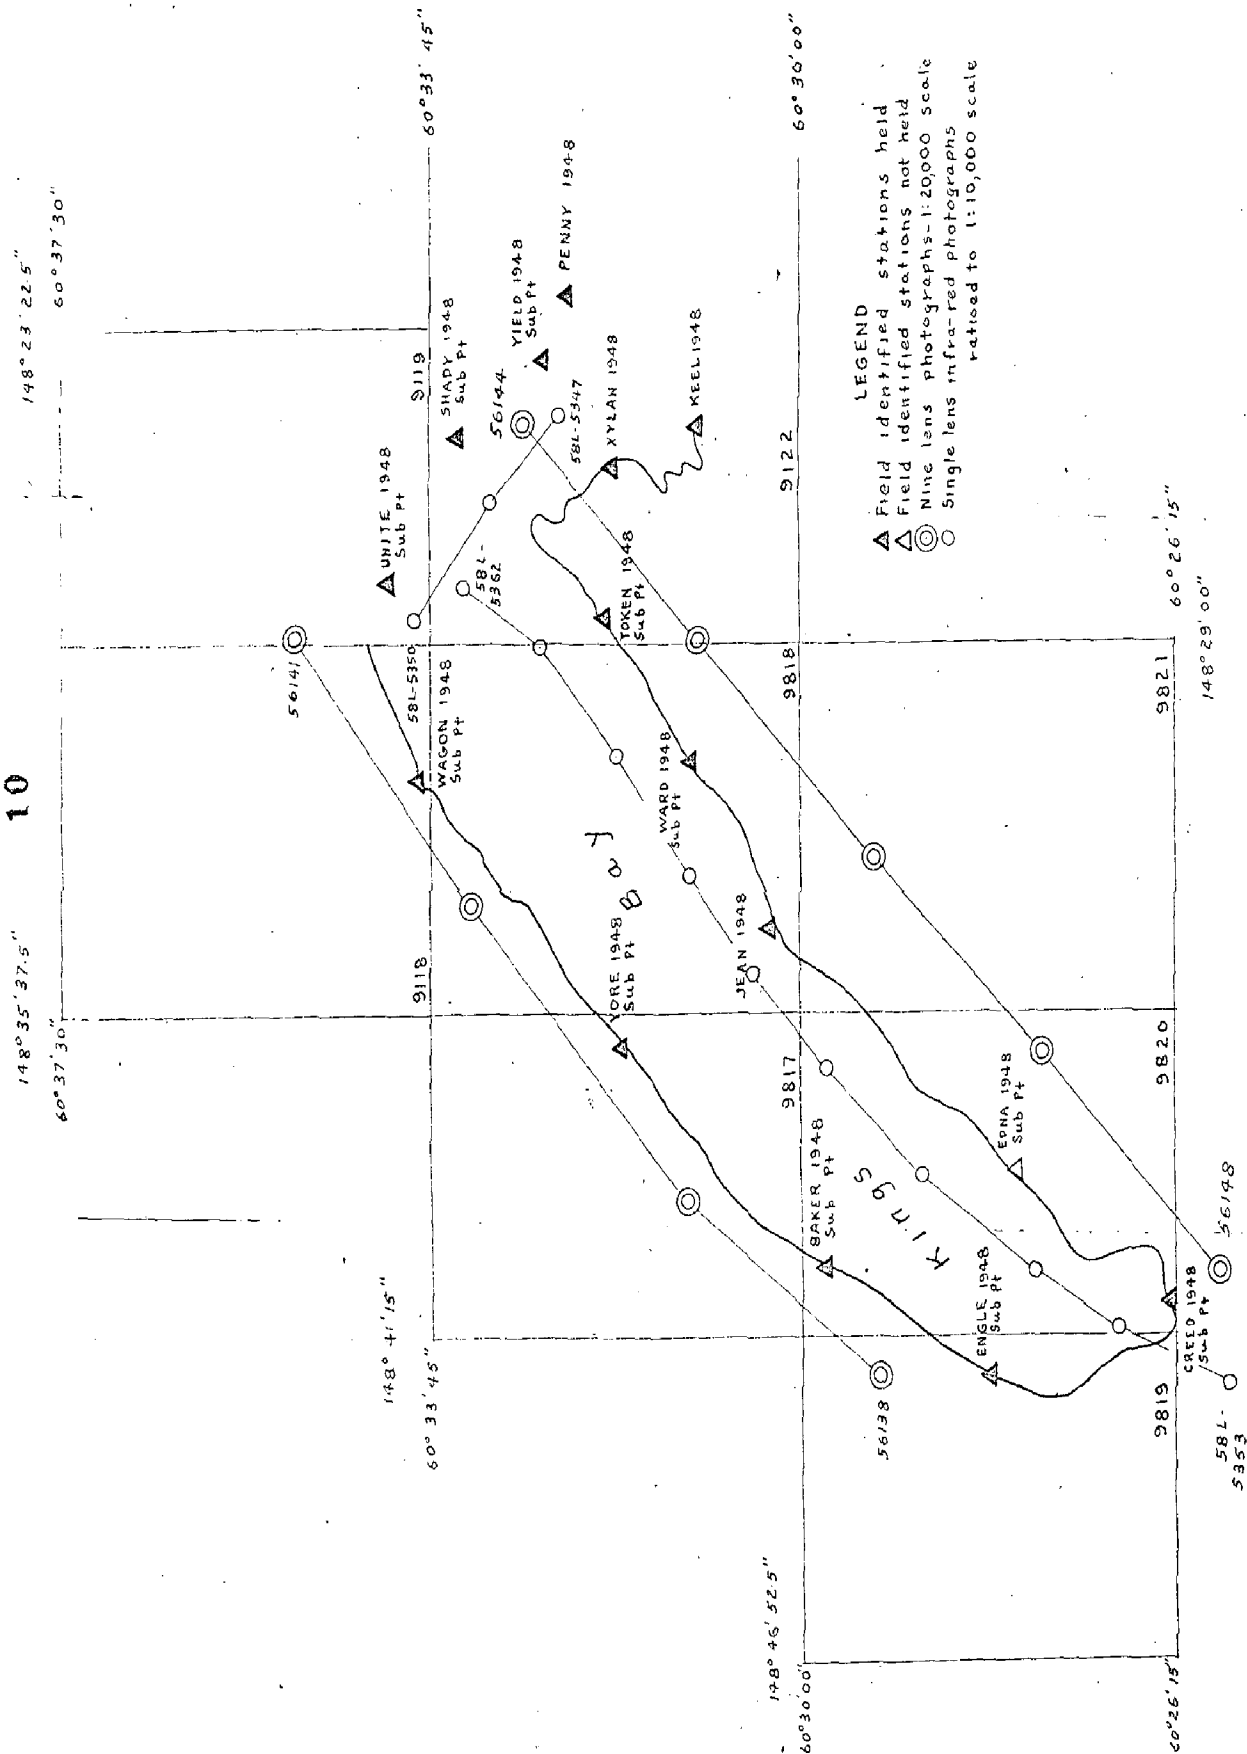 10
148° 35' 37.5"
148° 23' 22.5"
60° 37' 30"
60° 37' 30"
148° 41' 15"
60° 33' 45"
60° 33' 45"
56141
UNITE 1948
Sub Pt
9118
9119
58L-5350
WAGON 1948
Sub Pt
SHADY 1948
Sub Pt
56144
YIELD 1948
Sub Pt
PENNY 1948
58L-5347
58L-
5362
XYLAN 1948
KEEL 1948
TOKEN 1948
Sub Pt
YORE 1948
Sub Pt
Kings Bay
WARD 1948
Sub Pt
JEAN 1948
148° 46' 52.5"
60° 30' 00"
60° 30' 00"
9817
9818
9122
BAKER 1948
Sub Pt
56138
ENGLE 1948
Sub Pt
EDNA 1948
Sub Pt
CREED 1948
Sub Pt
56148
9819
9820
9821
58L-
5353
60° 26' 15"
60° 26' 15"
148° 29' 00"
LEGEND
Field identified stations held
Field identified stations not held
Nine lens photographs-1:20,000 scale
Single lens infra-red photographs
ratioed to 1:10,000 scale